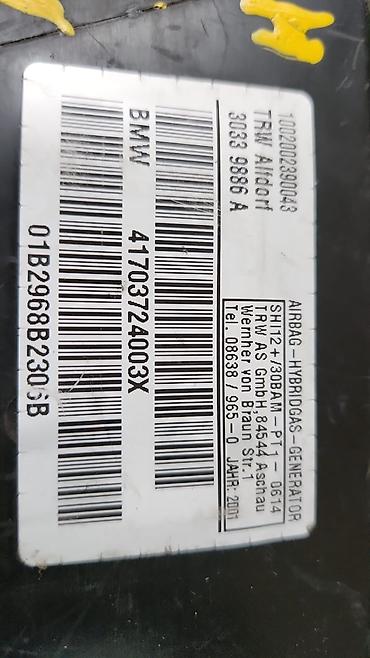 1002002390043
TRW Alfdorf
3033 9886 A
AIRBAG-HYBRIDGAS-GENERATOR
SHI12+/30BAM-PT1-0614
TRW AS GmbH,84544 Aschau
Wernher von Braun Str.1
Tel. 08638 / 965-0 JAHR: 2001
BMW 41703724003X
01B2968B2306B